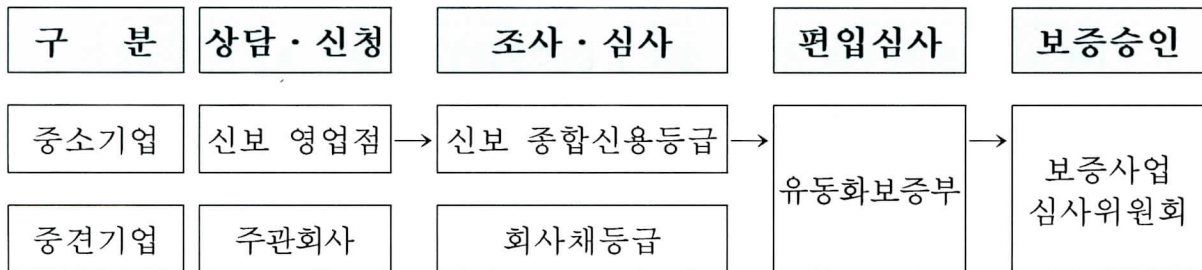 구 분 상담·신청 조사·심사 편입심사 보증승인
중소기업 신보 영업점 → 신보 종합신용등급 → 유동화보증부 → 보증사업
심사위원회
중견기업 주관회사 회사채등급